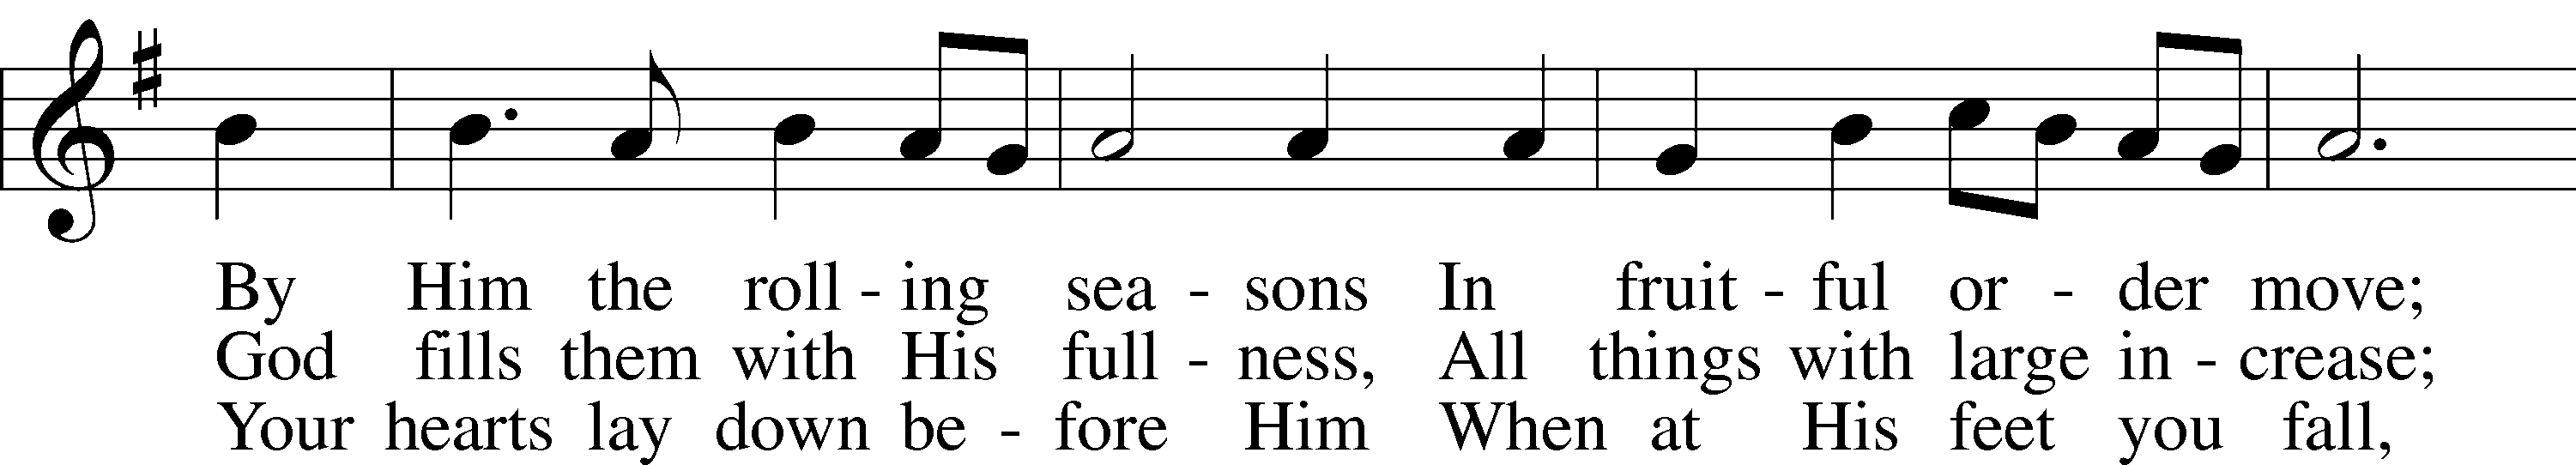 By Him the roll - ing sea - sons In fruit - ful or - der move;
God fills them with His full - ness, All things with large in - crease;
Your hearts lay down be - fore Him When at His feet you fall,